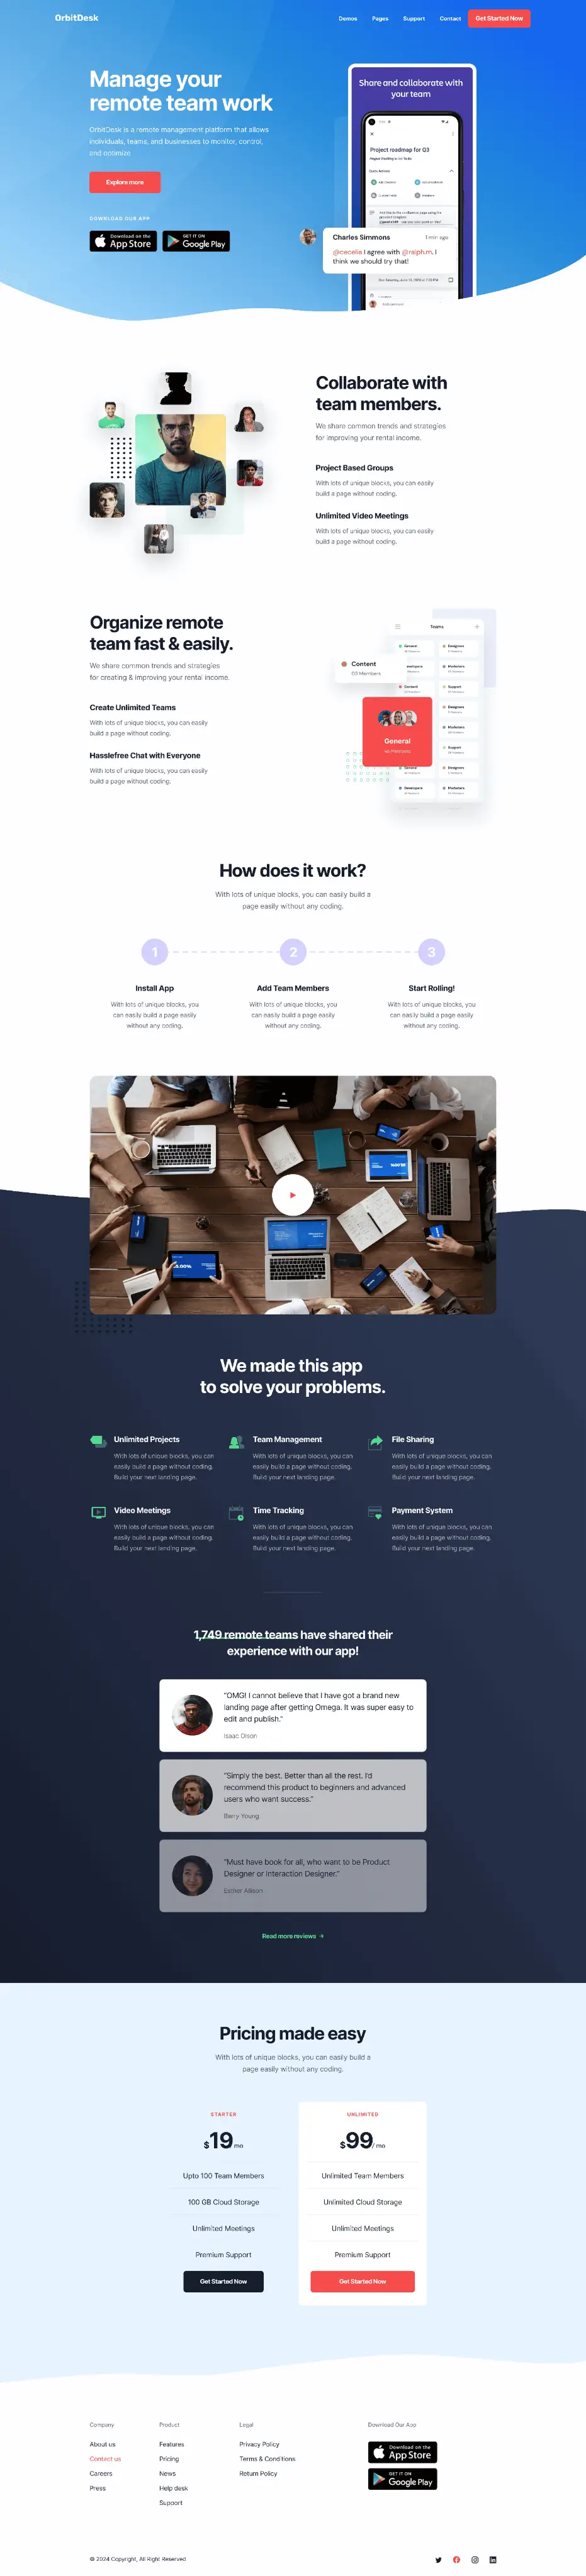 OrbitDesk
Demos
Pages
Support
Contact
Get Started Now
Manage your
remote team work
OrbitDesk is a remote management platform that allows
individuals, teams, and businesses to monitor, control,
and optimize
Explore more
DOWNLOAD OUR APP
Download on the
App Store
GET IT ON
Google Play
Share and collaborate with
your team
Project roadmap for Q3
Charles Simmons
1 min ago
@cecelia I agree with @ralph.m. I
think we should try that!
Collaborate with
team members.
We share common trends and strategies
for improving your rental income.
Project Based Groups
With lots of unique blocks, you can easily
build a page without coding.
Unlimited Video Meetings
With lots of unique blocks, you can easily
build a page without coding.
Organize remote
team fast & easily.
We share common trends and strategies
for creating & improving your rental income.
Create Unlimited Teams
With lots of unique blocks, you can easily
build a page without coding.
Hasslefree Chat with Everyone
With lots of unique blocks, you can easily
build a page without coding.
Teams
General
Designers
Content
Members
Marketers
Content
Support
Designers
Marketers
General
Support
General
Designers
Developers
Marketers
How does it work?
With lots of unique blocks, you can easily build a
page easily without any coding.
1
2
3
Install App
With lots of unique blocks, you
can easily build a page easily
without any coding.
Add Team Members
With lots of unique blocks, you
can easily build a page easily
without any coding.
Start Rolling!
With lots of unique blocks, you
can easily build a page easily
without any coding.
We made this app
to solve your problems.
Unlimited Projects
With lots of unique blocks, you can
easily build a page without coding.
Build your next landing page.
Team Management
With lots of unique blocks, you can
easily build a page without coding.
Build your next landing page.
File Sharing
With lots of unique blocks, you can
easily build a page without coding.
Build your next landing page.
Video Meetings
With lots of unique blocks, you can
easily build a page without coding.
Build your next landing page.
Time Tracking
With lots of unique blocks, you can
easily build a page without coding.
Build your next landing page.
Payment System
With lots of unique blocks, you can
easily build a page without coding.
Build your next landing page.
1,749 remote teams have shared their
experience with our app!
“OMG! I cannot believe that I have got a brand new
landing page after getting Omega. It was super easy to
edit and publish.”
Isaac Olson
“Simply the best. Better than all the rest. I’d
recommend this product to beginners and advanced
users who want success.”
Barry Young
“Must have book for all, who want to be Product
Designer or Interaction Designer.”
Esther Allison
Read more reviews →
Pricing made easy
With lots of unique blocks, you can easily build a
page easily without any coding.
STARTER
$19/mo
Upto 100 Team Members
100 GB Cloud Storage
Unlimited Meetings
Premium Support
Get Started Now
UNLIMITED
$99/ mo
Unlimited Team Members
Unlimited Cloud Storage
Unlimited Meetings
Premium Support
Get Started Now
Company
About us
Contact us
Careers
Press
Product
Features
Pricing
News
Help desk
Support
Legal
Privacy Policy
Terms & Conditions
Return Policy
Download Our App
Download on the
App Store
GET IT ON
Google Play
© 2024 Copyright, All Right Reserved